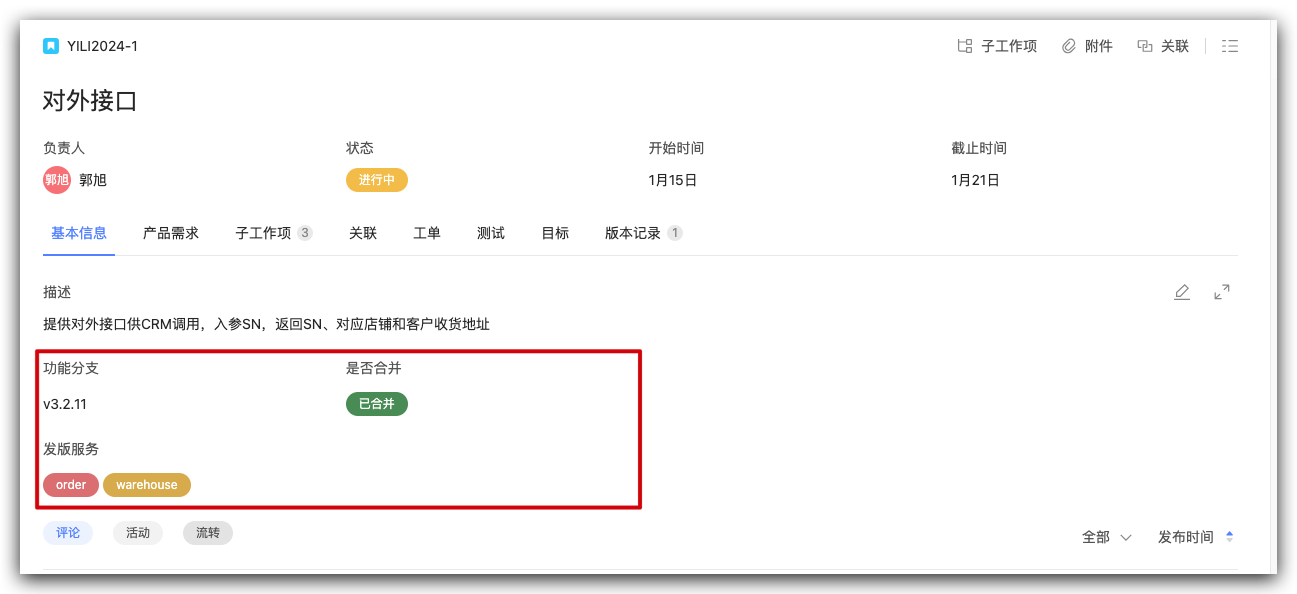 YILI2024-1
子工作项 附件 关联
对外接口
负责人 状态 开始时间 截止时间
郭旭 郭旭 进行中 1月15日 1月21日
基本信息 产品需求 子工作项 3 关联 工单 测试 目标 版本记录 1
描述
提供对外接口供CRM调用，入参SN，返回SN、对应店铺和客户收货地址
功能分支 是否合并
v3.2.11 已合并
发版服务
order warehouse
评论 活动 流转 全部 发布时间